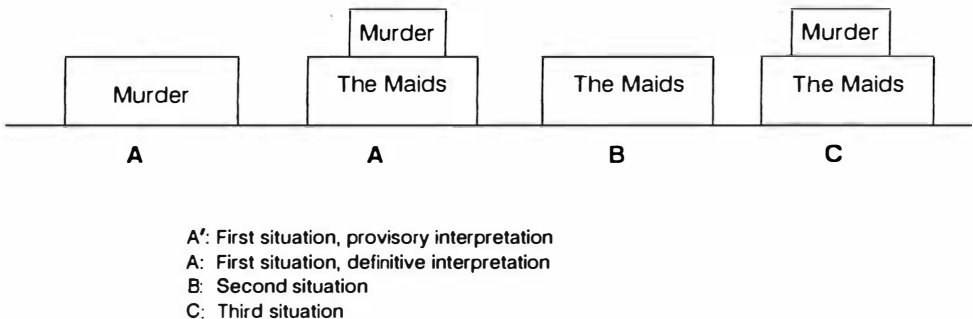 Murder Murder
Murder The Maids The Maids The Maids
A A B C
A′: First situation, provisory interpretation
A: First situation, definitive interpretation
B: Second situation
C: Third situation